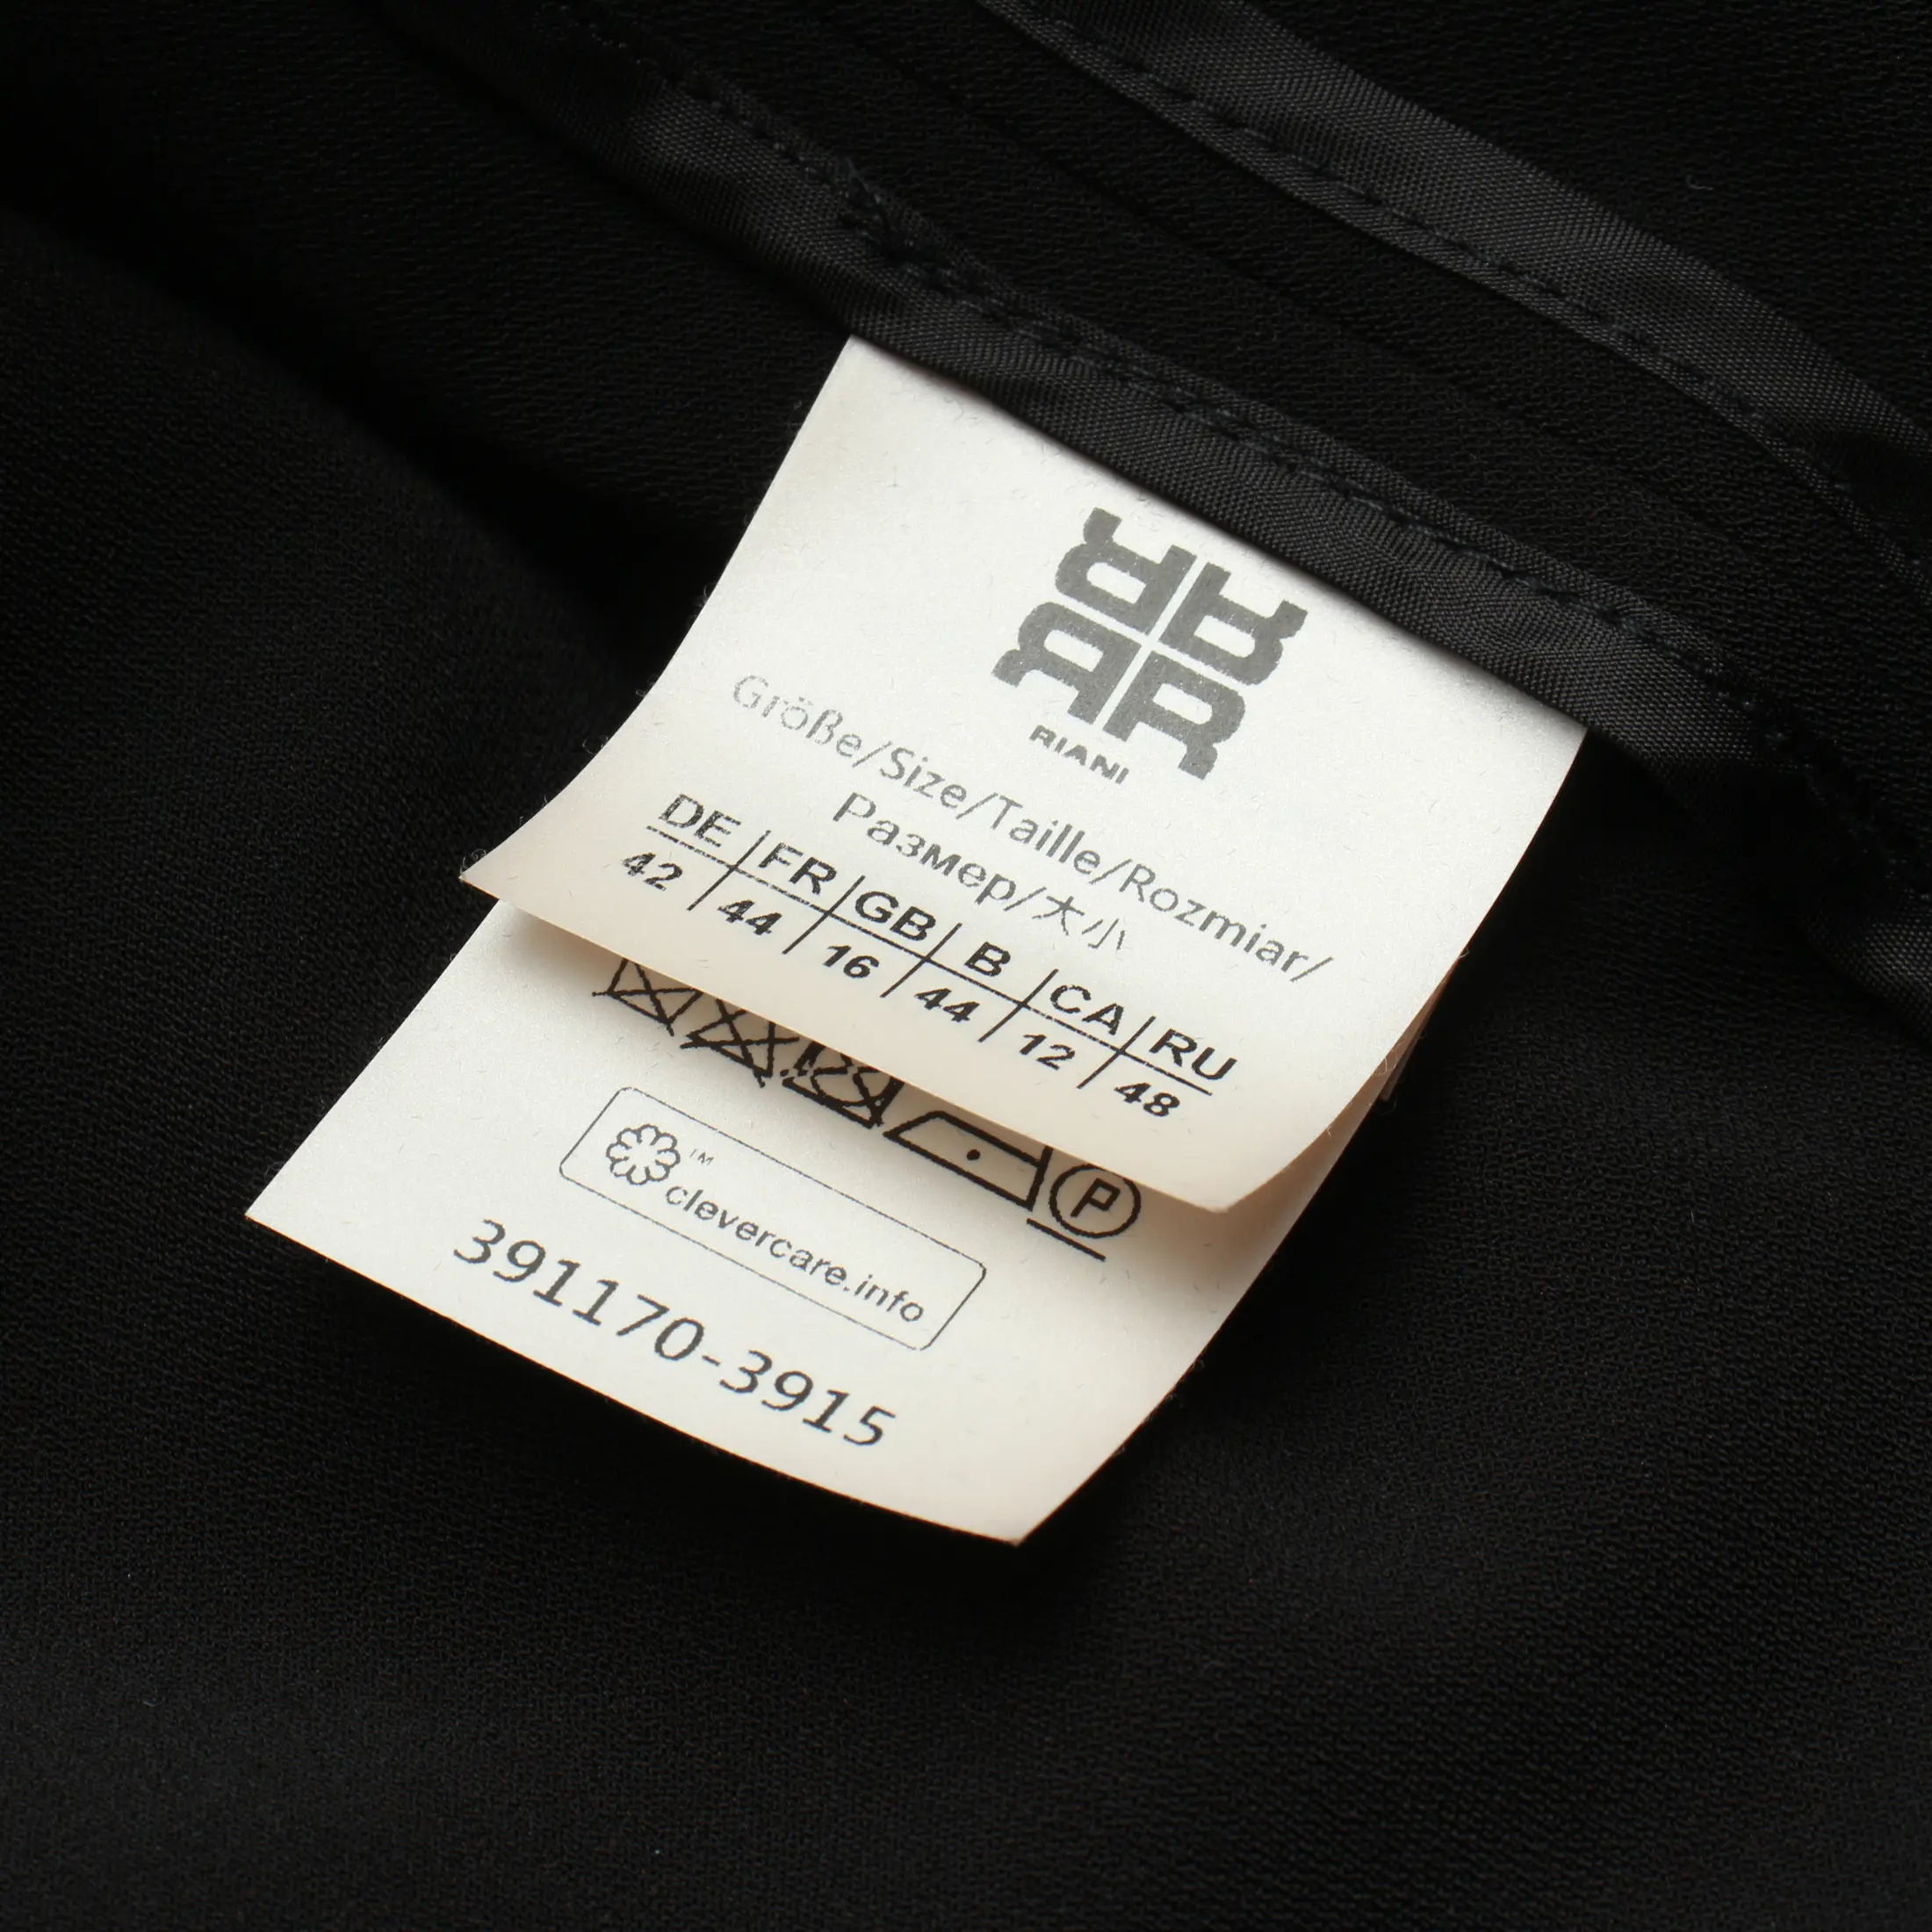 RIANI
Größe/Size/Taille/Rozmiar/
Размер/大小
DE FR GB B CA RU
42 44 16 44 12 48
P
™
clevercare.info
391170-3915